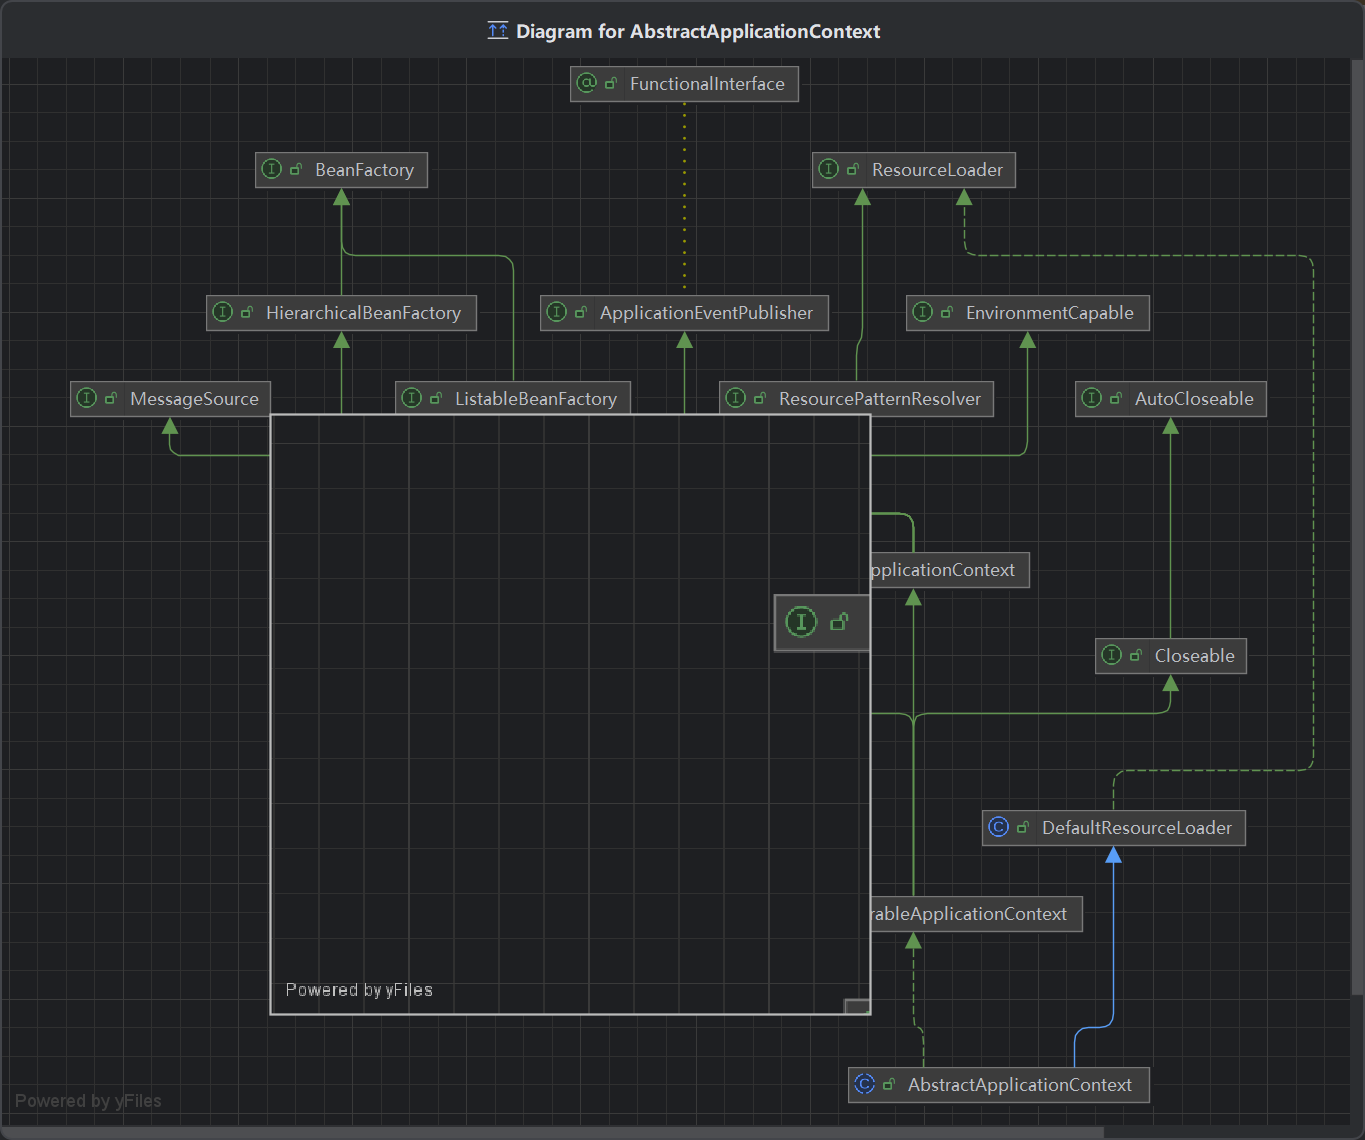 Diagram for AbstractApplicationContext
FunctionalInterface
BeanFactory
ResourceLoader
HierarchicalBeanFactory
ApplicationEventPublisher
EnvironmentCapable
MessageSource
ListableBeanFactory
ResourcePatternResolver
AutoCloseable
pplicationContext
Closeable
DefaultResourceLoader
rableApplicationContext
Powered by yFiles
AbstractApplicationContext
Powered by yFiles